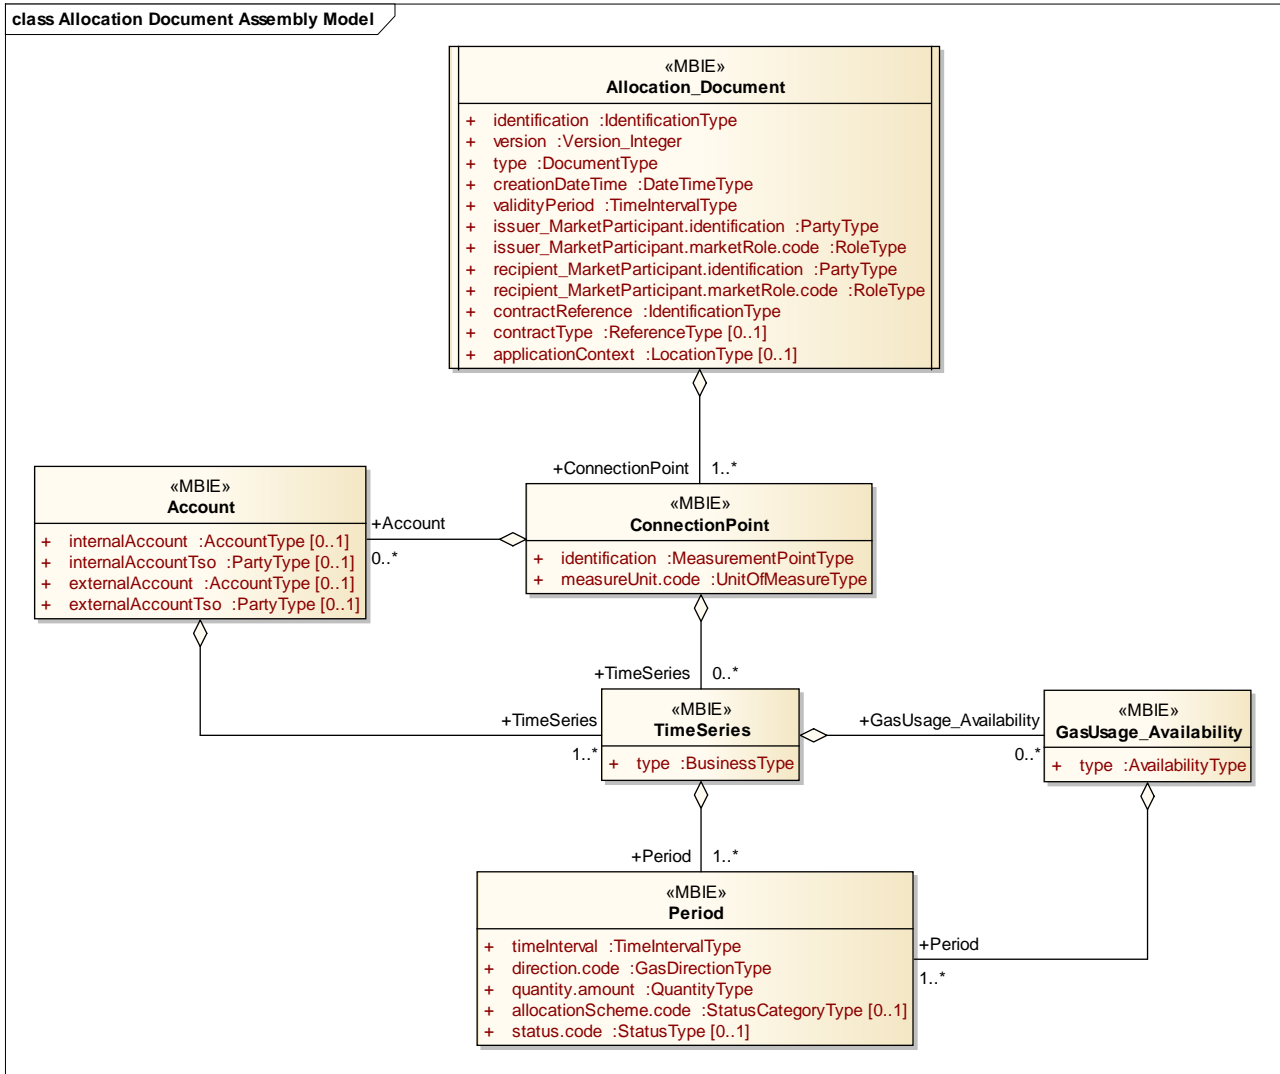 class Allocation Document Assembly Model
«MBIE»
Allocation_Document
+ identification :IdentificationType
+ version :Version_Integer
+ type :DocumentType
+ creationDateTime :DateTimeType
+ validityPeriod :TimeIntervalType
+ issuer_MarketParticipant.identification :PartyType
+ issuer_MarketParticipant.marketRole.code :RoleType
+ recipient_MarketParticipant.identification :PartyType
+ recipient_MarketParticipant.marketRole.code :RoleType
+ contractReference :IdentificationType
+ contractType :ReferenceType [0..1]
+ applicationContext :LocationType [0..1]
+ConnectionPoint 1..*
«MBIE»
Account
+ internalAccount :AccountType [0..1]
+ internalAccountTso :PartyType [0..1]
+ externalAccount :AccountType [0..1]
+ externalAccountTso :PartyType [0..1]
+Account
0..*
«MBIE»
ConnectionPoint
+ identification :MeasurementPointType
+ measureUnit.code :UnitOfMeasureType
+TimeSeries 0..*
+TimeSeries
1..*
«MBIE»
TimeSeries
+ type :BusinessType
+GasUsage_Availability
0..*
«MBIE»
GasUsage_Availability
+ type :AvailabilityType
+Period 1..*
«MBIE»
Period
+ timeInterval :TimeIntervalType
+ direction.code :GasDirectionType
+ quantity.amount :QuantityType
+ allocationScheme.code :StatusCategoryType [0..1]
+ status.code :StatusType [0..1]
+Period
1..*